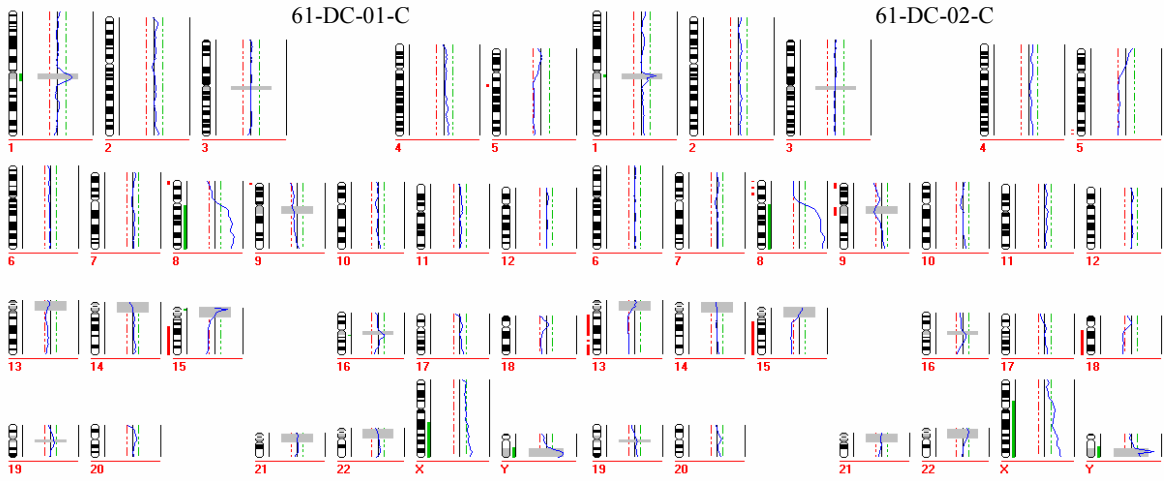 61-DC-01-C 61-DC-02-C
1 2 3 4 5 1 2 3 4 5
6 7 8 9 10 11 12 6 7 8 9 10 11 12
13 14 15 16 17 18 13 14 15 16 17 18
19 20 21 22 X Y 19 20 21 22 X Y